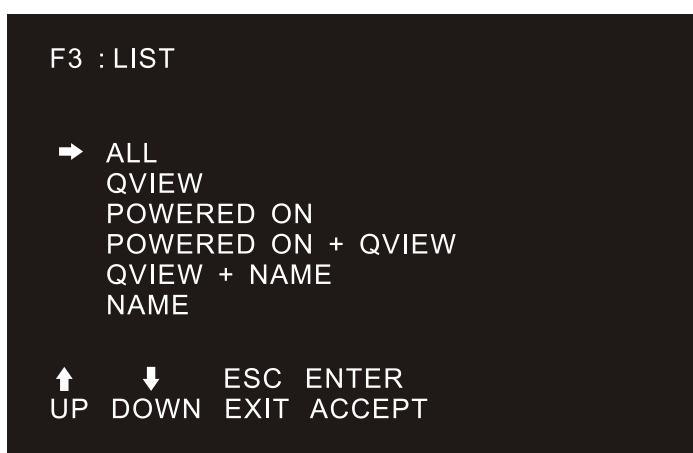 F3 : LIST
➡ ALL
QVIEW
POWERED ON
POWERED ON + QVIEW
QVIEW + NAME
NAME
⬆ ⬇ ESC ENTER
UP DOWN EXIT ACCEPT